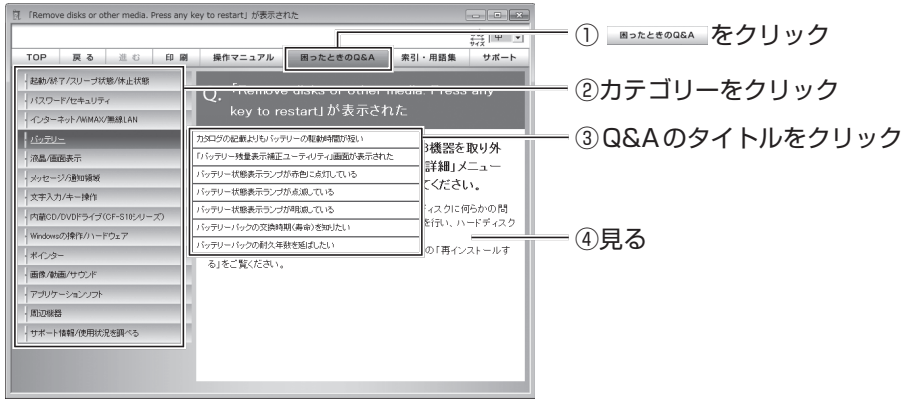 「Remove disks or other media. Press any key to restart」が表示された
サイズ 中
TOP 戻る 進む 印刷 操作マニュアル 困ったときのQ&A 索引・用語集 サポート
起動/終了/スリープ状態/休止状態
パスワード/セキュリティ
インターネット/WiMAX/無線LAN
バッテリー
液晶/画面表示
メッセージ/通知領域
文字入力/キー操作
内蔵CD/DVDドライブ(CF-S10シリーズ)
Windowsの操作/ハードウェア
ポインター
画像/動画/サウンド
アプリケーションソフト
周辺機器
サポート情報/使用状況を調べる
Q. 「Remove disks or other media. Press any
key to restart」が表示された
カタログの記載よりもバッテリーの駆動時間が短い
「バッテリー残量表示補正ユーティリティ」画面が表示された
バッテリー状態表示ランプが赤色に点灯している
バッテリー状態表示ランプが点滅している
バッテリー状態表示ランプが明滅している
バッテリーパックの交換時期(寿命)を知りたい
バッテリーパックの耐久年数を延ばしたい
機器を取り外
詳細」メニュー
てください。
ィスクに何らかの問
を行い、ハードディスク
の「再インストールす
る」をご覧ください。
① 困ったときのQ&A をクリック
②カテゴリーをクリック
③Q&Aのタイトルをクリック
④見る